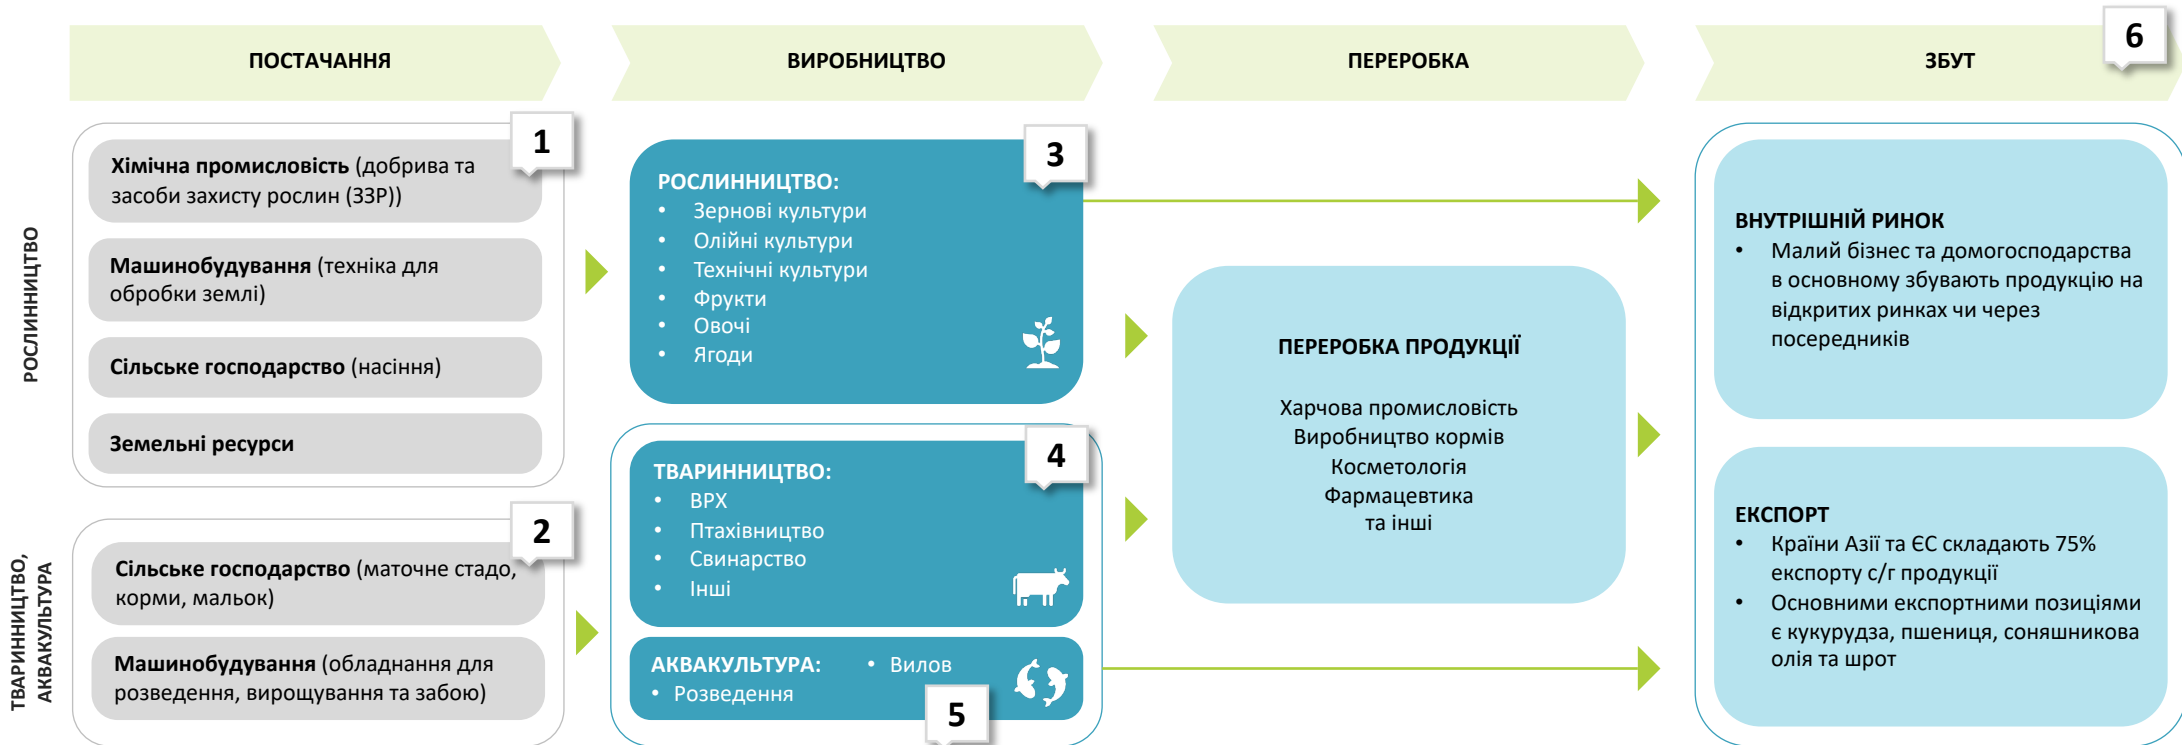 ПОСТАЧАННЯ
ВИРОБНИЦТВО
ПЕРЕРОБКА
ЗБУТ
6
РОСЛИННИЦТВО
1
Хімічна промисловість (добрива та
засоби захисту рослин (ЗЗР))
Машинобудування (техніка для
обробки землі)
Сільське господарство (насіння)
Земельні ресурси
ТВАРИННИЦТВО,
АКВАКУЛЬТУРА
2
Сільське господарство (маточне стадо,
корми, мальок)
Машинобудування (обладнання для
розведення, вирощування та забою)
3
РОСЛИННИЦТВО:
• Зернові культури
• Олійні культури
• Технічні культури
• Фрукти
• Овочі
• Ягоди
4
ТВАРИННИЦТВО:
• ВРХ
• Птахівництво
• Свинарство
• Інші
АКВАКУЛЬТУРА: • Вилов
• Розведення
5
ПЕРЕРОБКА ПРОДУКЦІЇ
Харчова промисловість
Виробництво кормів
Косметологія
Фармацевтика
та інші
ВНУТРІШНІЙ РИНОК
• Малий бізнес та домогосподарства
в основному збувають продукцію на
відкритих ринках чи через
посередників
ЕКСПОРТ
• Країни Азії та ЄС складають 75%
експорту с/г продукції
• Основними експортними позиціями
є кукурудза, пшениця, соняшникова
олія та шрот